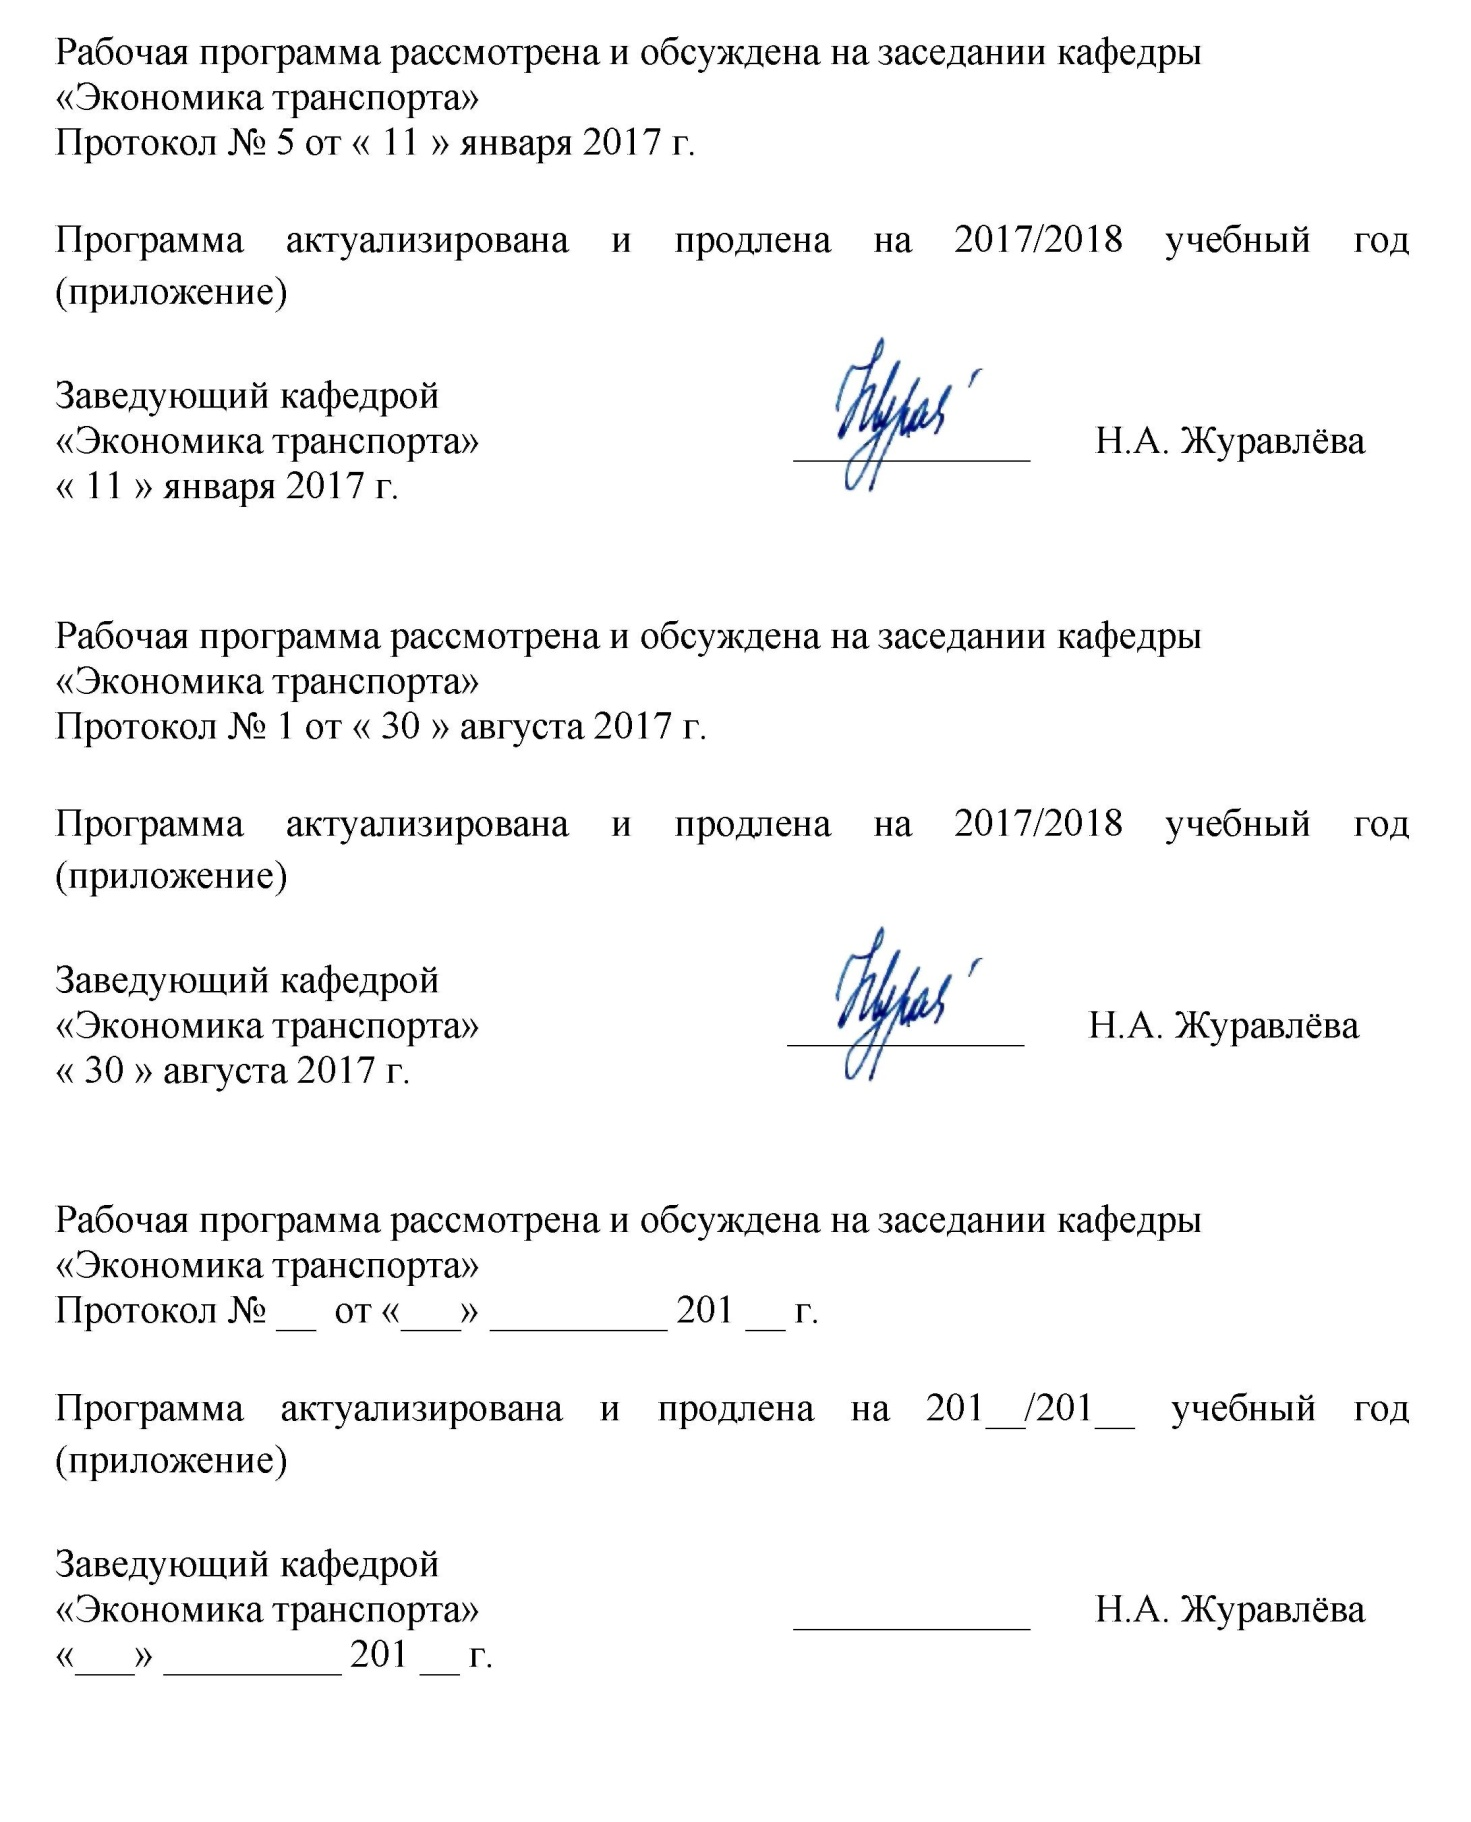 Рабочая программа рассмотрена и обсуждена на заседании кафедры
«Экономика транспорта»
Протокол № 5 от « 11 » января 2017 г.
Программа актуализирована и продлена на 2017/2018 учебный год
(приложение)
Заведующий кафедрой
«Экономика транспорта» ____________ Н.А. Журавлёва
« 11 » января 2017 г.
Рабочая программа рассмотрена и обсуждена на заседании кафедры
«Экономика транспорта»
Протокол № 1 от « 30 » августа 2017 г.
Программа актуализирована и продлена на 2017/2018 учебный год
(приложение)
Заведующий кафедрой
«Экономика транспорта» ____________ Н.А. Журавлёва
« 30 » августа 2017 г.
Рабочая программа рассмотрена и обсуждена на заседании кафедры
«Экономика транспорта»
Протокол № __ от «___» _________ 201 __ г.
Программа актуализирована и продлена на 201__/201__ учебный год
(приложение)
Заведующий кафедрой
«Экономика транспорта» ____________ Н.А. Журавлёва
«___» _________ 201 __ г.